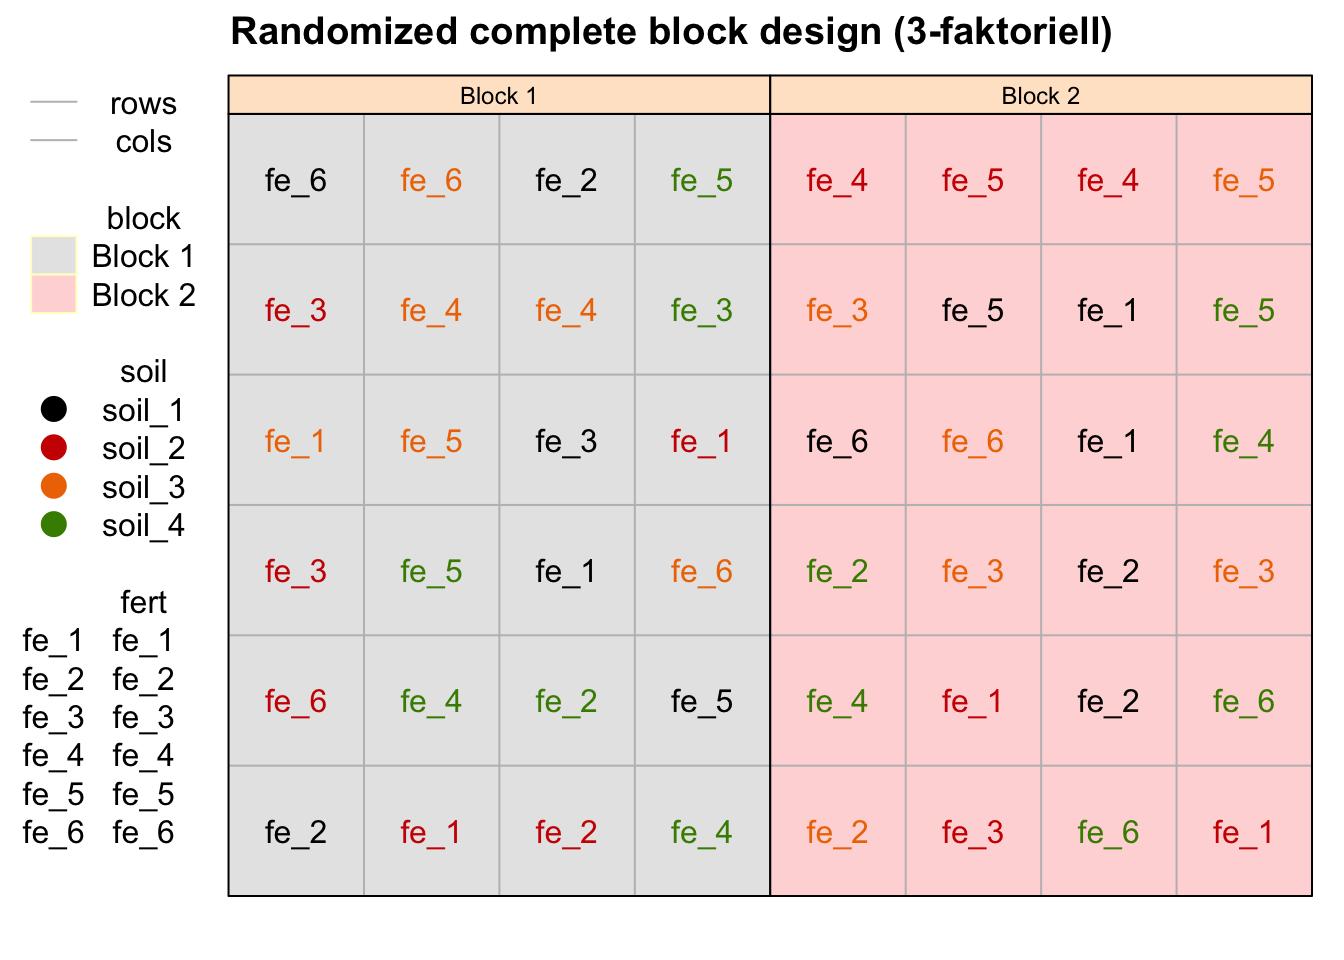 Randomized complete block design (3-faktoriell)
rows
cols
block
Block 1
Block 2
soil
soil_1
soil_2
soil_3
soil_4
fert
fe_1 fe_1
fe_2 fe_2
fe_3 fe_3
fe_4 fe_4
fe_5 fe_5
fe_6 fe_6
Block 1 Block 2
fe_6 fe_6 fe_2 fe_5 fe_4 fe_5 fe_4 fe_5
fe_3 fe_4 fe_4 fe_3 fe_3 fe_5 fe_1 fe_5
fe_1 fe_5 fe_3 fe_1 fe_6 fe_6 fe_1 fe_4
fe_3 fe_5 fe_1 fe_6 fe_2 fe_3 fe_2 fe_3
fe_6 fe_4 fe_2 fe_5 fe_4 fe_1 fe_2 fe_6
fe_2 fe_1 fe_2 fe_4 fe_2 fe_3 fe_6 fe_1